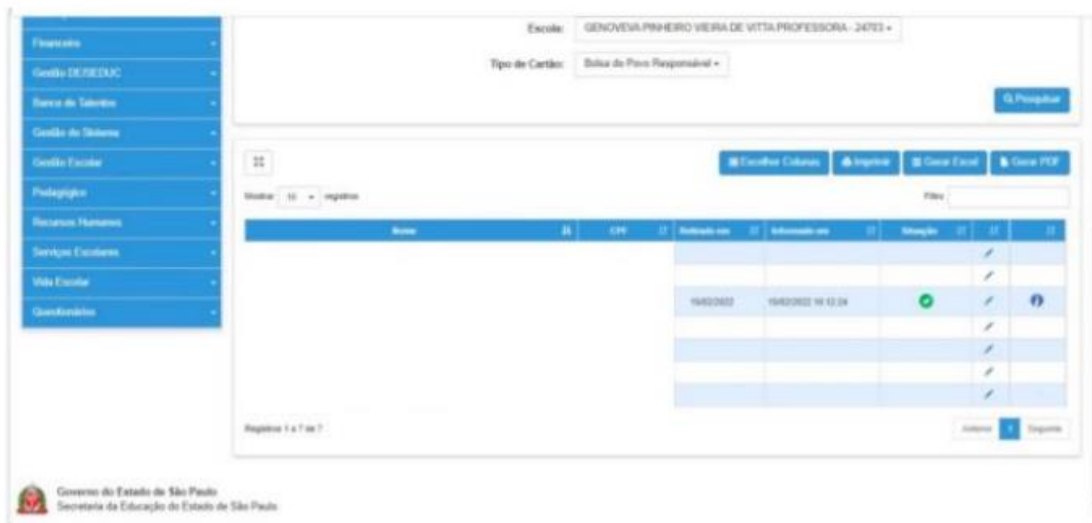 Escola: GENOVEVA PINHEIRO VIEIRA DE VITTA PROFESSORA - 24783
Financeiro
Tipo de Cartão: Bolsa do Povo Responsável
Gestão DE/SEDUC
Banco de Talentos
Pesquisar
Gestão do Sistema
Gestão Escolar
Escolher Colunas Imprimir Gerar Excel Gerar PDF
Pedagógico
Mostrar 10 registros Filtro
Recursos Humanos
Nome CPF Retirado em Informado em Situação
Serviços Escolares
Vida Escolar
15/02/2022 15/02/2022 16:12:24
Questionários
Registros 1 a 7 de 7
Anterior 1 Seguinte
Governo do Estado de São Paulo
Secretaria da Educação do Estado de São Paulo